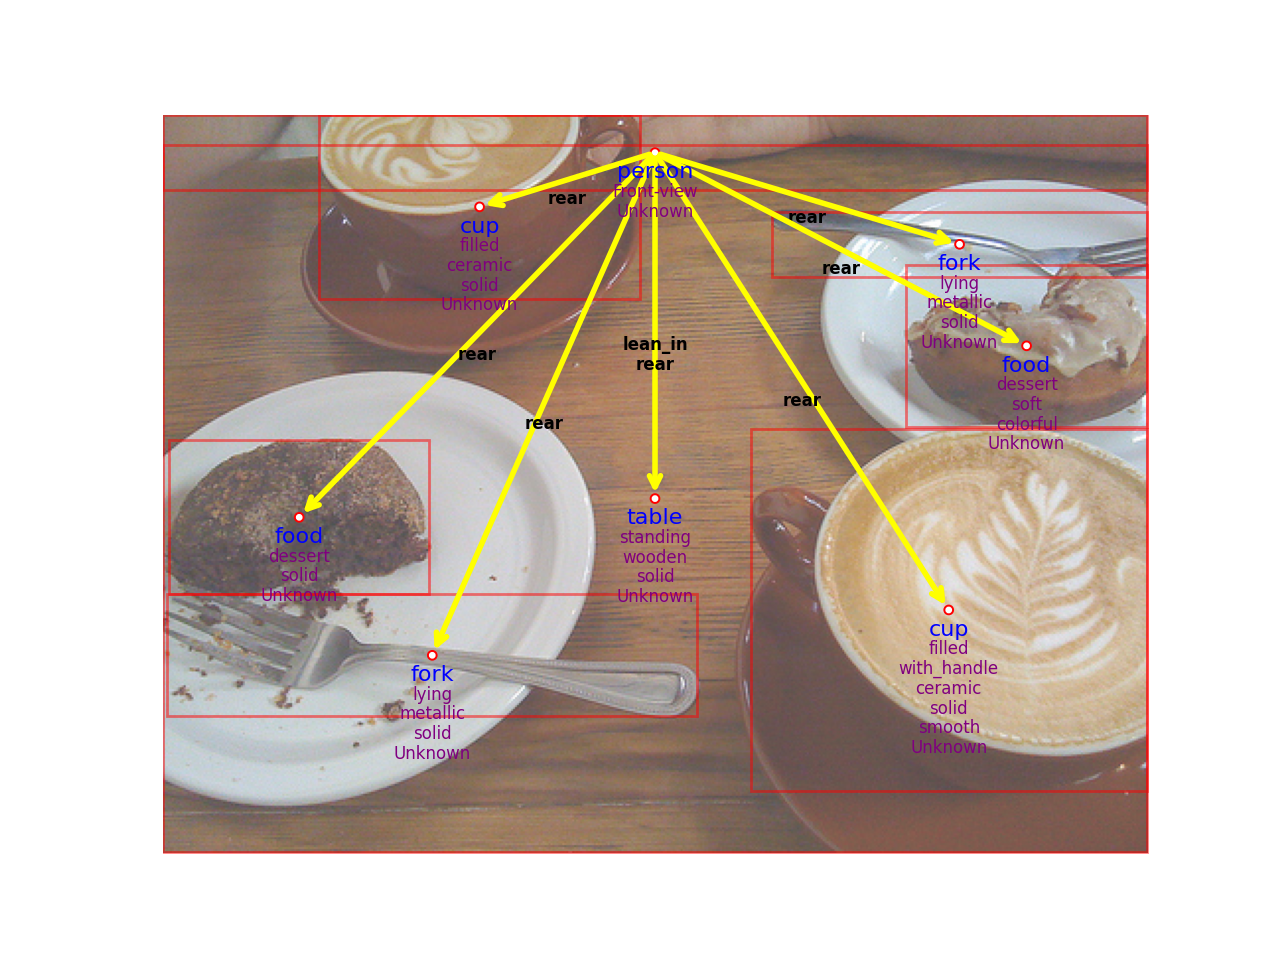 person
front-view
Unknown
rear
cup
filled
ceramic
solid
Unknown
rear
fork
lying
metallic
solid
Unknown
rear
food
dessert
soft
colorful
Unknown
rear
lean_in
rear
rear
rear
food
dessert
solid
Unknown
table
standing
wooden
solid
Unknown
cup
filled
with_handle
ceramic
solid
smooth
Unknown
fork
lying
metallic
solid
Unknown